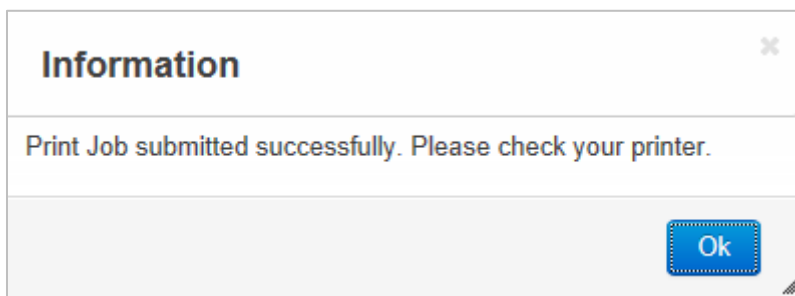 Information
Print Job submitted successfully. Please check your printer.
Ok